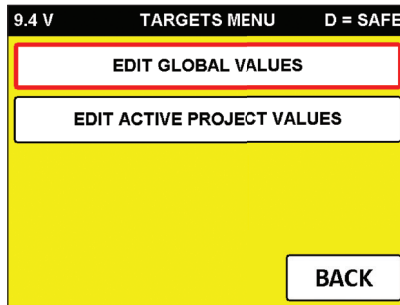 9.4 V TARGETS MENU D = SAFE
EDIT GLOBAL VALUES
EDIT ACTIVE PROJECT VALUES
BACK